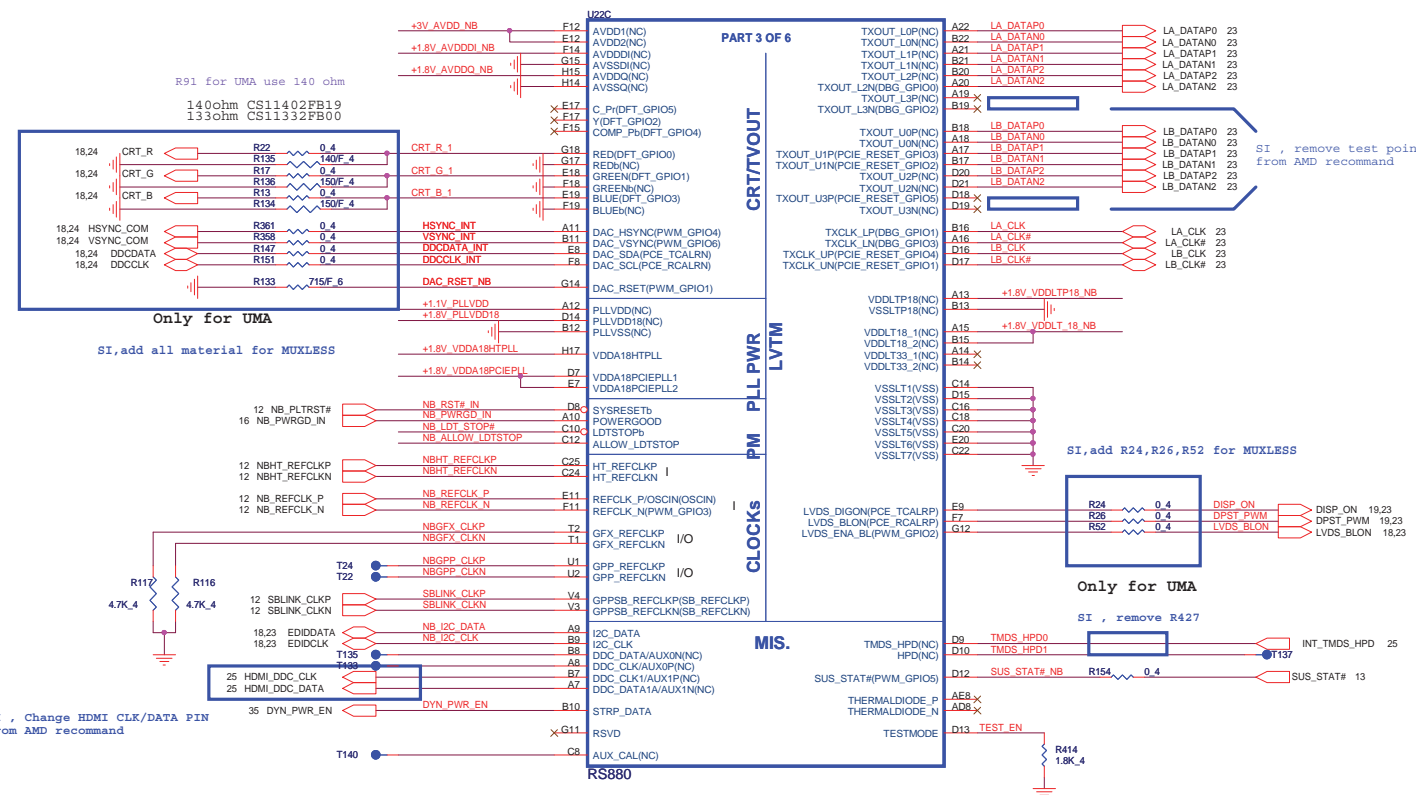 U22C
PART 3 OF 6
CRT/TVOUT
LVTM
PLL PWR
PM
CLOCKs
MIS.
RS880
R91 for UMA use 140 ohm
140ohm CS11402FB19
133ohm CS11332FB00
+3V_AVDD_NB F12 AVDD1(NC)
E12 AVDD2(NC)
+1.8V_AVDDDI_NB F14 AVDDDI(NC)
G15 AVSSDI(NC)
+1.8V_AVDDQ_NB H15 AVDDQ(NC)
H14 AVSSQ(NC)
E17 C_Pr(DFT_GPIO5)
F17 Y(DFT_GPIO2)
F15 COMP_Pb(DFT_GPIO4)
18,24 CRT_R R22 0_4 CRT_R_1 G18 RED(DFT_GPIO0)
R135 140/F_4 G17 REDb(NC)
18,24 CRT_G R17 0_4 CRT_G_1 E18 GREEN(DFT_GPIO1)
R136 150/F_4 F18 GREENb(NC)
18,24 CRT_B R13 0_4 CRT_B_1 E19 BLUE(DFT_GPIO3)
R134 150/F_4 F19 BLUEb(NC)
18,24 HSYNC_COM R361 0_4 HSYNC_INT A11 DAC_HSYNC(PWM_GPIO4)
18,24 VSYNC_COM R358 0_4 VSYNC_INT B11 DAC_VSYNC(PWM_GPIO6)
18,24 DDCDATA R147 0_4 DDCDATA_INT E8 DAC_SDA(PCE_TCALRN)
18,24 DDCCLK R151 0_4 DDCCLK_INT F8 DAC_SCL(PCE_RCALRN)
R133 715/F_6 DAC_RSET_NB G14 DAC_RSET(PWM_GPIO1)
Only for UMA
SI,add all material for MUXLESS
+1.1V_PLLVDD A12 PLLVDD(NC)
+1.8V_PLLVDD18 D14 PLLVDD18(NC)
B12 PLLVSS(NC)
+1.8V_VDDA18HTPLL H17 VDDA18HTPLL
+1.8V_VDDA18PCIEPLL D7 VDDA18PCIEPLL1
E7 VDDA18PCIEPLL2
12 NB_PLTRST# NB_RST#_IN D8 SYSRESETb
16 NB_PWRGD_IN NB_PWRGD_IN A10 POWERGOOD
NB_LDT_STOP# C10 LDTSTOPb
NB_ALLOW_LDTSTOP C12 ALLOW_LDTSTOP
12 NBHT_REFCLKP NBHT_REFCLKP C25 HT_REFCLKP
12 NBHT_REFCLKN NBHT_REFCLKN C24 HT_REFCLKN I
12 NB_REFCLK_P NB_REFCLK_P E11 REFCLK_P/OSCIN(OSCIN)
12 NB_REFCLK_N NB_REFCLK_N F11 REFCLK_N(PWM_GPIO3) I
NBGFX_CLKP T2 GFX_REFCLKP
NBGFX_CLKN T1 GFX_REFCLKN I/O
T24 NBGPP_CLKP U1 GPP_REFCLKP
T22 NBGPP_CLKN U2 GPP_REFCLKN I/O
R117 4.7K_4
R116 4.7K_4
12 SBLINK_CLKP SBLINK_CLKP V4 GPPSB_REFCLKP(SB_REFCLKP)
12 SBLINK_CLKN SBLINK_CLKN V3 GPPSB_REFCLKN(SB_REFCLKN)
18,23 EDIDDATA NB_I2C_DATA A9 I2C_DATA
18,23 EDIDCLK NB_I2C_CLK B9 I2C_CLK
T135 B8 DDC_DATA/AUX0N(NC)
T133 A8 DDC_CLK/AUX0P(NC)
25 HDMI_DDC_CLK B7 DDC_CLK1/AUX1P(NC)
25 HDMI_DDC_DATA A7 DDC_DATA1A/AUX1N(NC)
, Change HDMI CLK/DATA PIN
from AMD recommand
35 DYN_PWR_EN DYN_PWR_EN B10 STRP_DATA
G11 RSVD
T140 C8 AUX_CAL(NC)
TXOUT_L0P(NC) A22 LA_DATAP0 LA_DATAP0 23
TXOUT_L0N(NC) B22 LA_DATAN0 LA_DATAN0 23
TXOUT_L1P(NC) A21 LA_DATAP1 LA_DATAP1 23
TXOUT_L1N(NC) B21 LA_DATAN1 LA_DATAN1 23
TXOUT_L2P(NC) B20 LA_DATAP2 LA_DATAP2 23
TXOUT_L2N(DBG_GPIO0) A20 LA_DATAN2 LA_DATAN2 23
TXOUT_L3P(NC) A19
TXOUT_L3N(DBG_GPIO2) B19
TXOUT_U0P(NC) B18 LB_DATAP0 LB_DATAP0 23
TXOUT_U0N(NC) A18 LB_DATAN0 LB_DATAN0 23
TXOUT_U1P(PCIE_RESET_GPIO3) A17 LB_DATAP1 LB_DATAP1 23
TXOUT_U1N(PCIE_RESET_GPIO2) B17 LB_DATAN1 LB_DATAN1 23
TXOUT_U2P(NC) D20 LB_DATAP2 LB_DATAP2 23
TXOUT_U2N(NC) D21 LB_DATAN2 LB_DATAN2 23
TXOUT_U3P(PCIE_RESET_GPIO5) D18
TXOUT_U3N(NC) D19
SI , remove test poin
from AMD recommand
TXCLK_LP(DBG_GPIO1) B16 LA_CLK LA_CLK 23
TXCLK_LN(DBG_GPIO3) A16 LA_CLK# LA_CLK# 23
TXCLK_UP(PCIE_RESET_GPIO4) D16 LB_CLK LB_CLK 23
TXCLK_UN(PCIE_RESET_GPIO1) D17 LB_CLK# LB_CLK# 23
VDDLTP18(NC) A13 +1.8V_VDDLTP18_NB
VSSLTP18(NC) B13
VDDLT18_1(NC) A15 +1.8V_VDDLT_18_NB
VDDLT18_2(NC) B15
VDDLT33_1(NC) A14
VDDLT33_2(NC) B14
VSSLT1(VSS) C14
VSSLT2(VSS) D15
VSSLT3(VSS) C16
VSSLT4(VSS) C18
VSSLT5(VSS) C20
VSSLT6(VSS) E20
VSSLT7(VSS) C22
SI,add R24,R26,R52 for MUXLESS
LVDS_DIGON(PCE_TCALRP) E9 R24 0_4 DISP_ON DISP_ON 19,23
LVDS_BLON(PCE_RCALRP) F7 R26 0_4 DPST_PWM DPST_PWM 19,23
LVDS_ENA_BL(PWM_GPIO2) G12 R52 0_4 LVDS_BLON LVDS_BLON 18,23
Only for UMA
SI , remove R427
TMDS_HPD(NC) D9 TMDS_HPD0 INT_TMDS_HPD 25
HPD(NC) D10 TMDS_HPD1 T137
SUS_STAT#(PWM_GPIO5) D12 SUS_STAT#_NB R154 0_4 SUS_STAT# 13
THERMALDIODE_P AE8
THERMALDIODE_N AD8
TESTMODE D13 TEST_EN
R414
1.8K_4